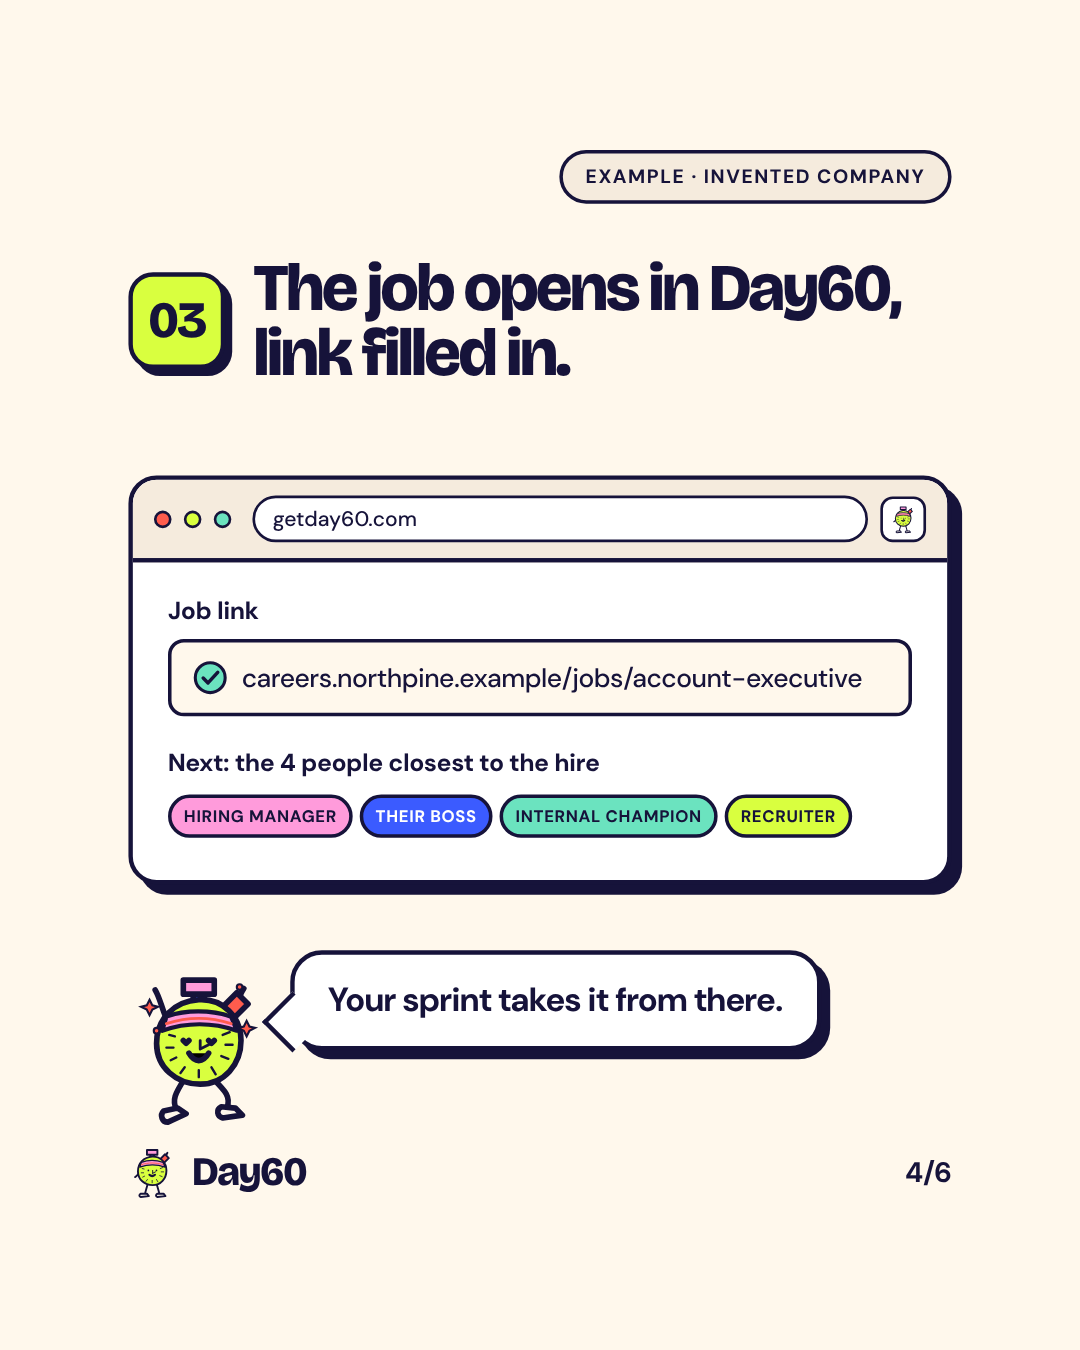 EXAMPLE · INVENTED COMPANY
03
The job opens in Day60,
link filled in.
getday60.com
Job link
careers.northpine.example/jobs/account-executive
Next: the 4 people closest to the hire
HIRING MANAGER THEIR BOSS INTERNAL CHAMPION RECRUITER
Your sprint takes it from there.
Day60
4/6